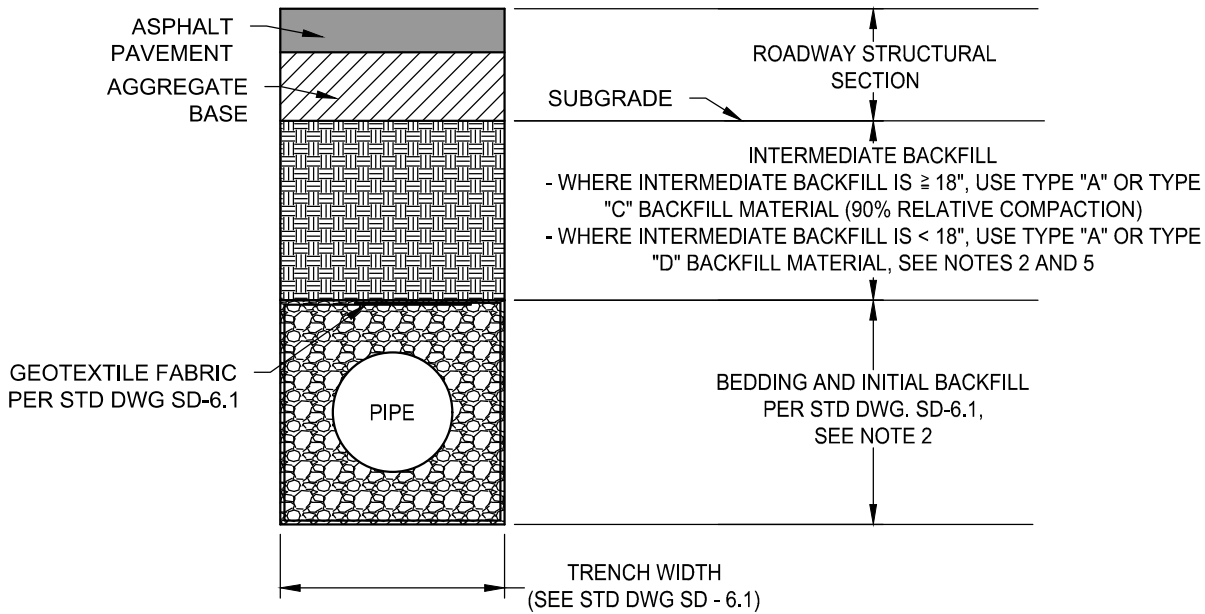 ASPHALT
PAVEMENT
AGGREGATE
BASE
ROADWAY STRUCTURAL
SECTION
SUBGRADE
INTERMEDIATE BACKFILL
- WHERE INTERMEDIATE BACKFILL IS ≧ 18", USE TYPE "A" OR TYPE
"C" BACKFILL MATERIAL (90% RELATIVE COMPACTION)
- WHERE INTERMEDIATE BACKFILL IS < 18", USE TYPE "A" OR TYPE
"D" BACKFILL MATERIAL, SEE NOTES 2 AND 5
GEOTEXTILE FABRIC
PER STD DWG SD-6.1
PIPE
BEDDING AND INITIAL BACKFILL
PER STD DWG. SD-6.1,
SEE NOTE 2
TRENCH WIDTH
(SEE STD DWG SD - 6.1)